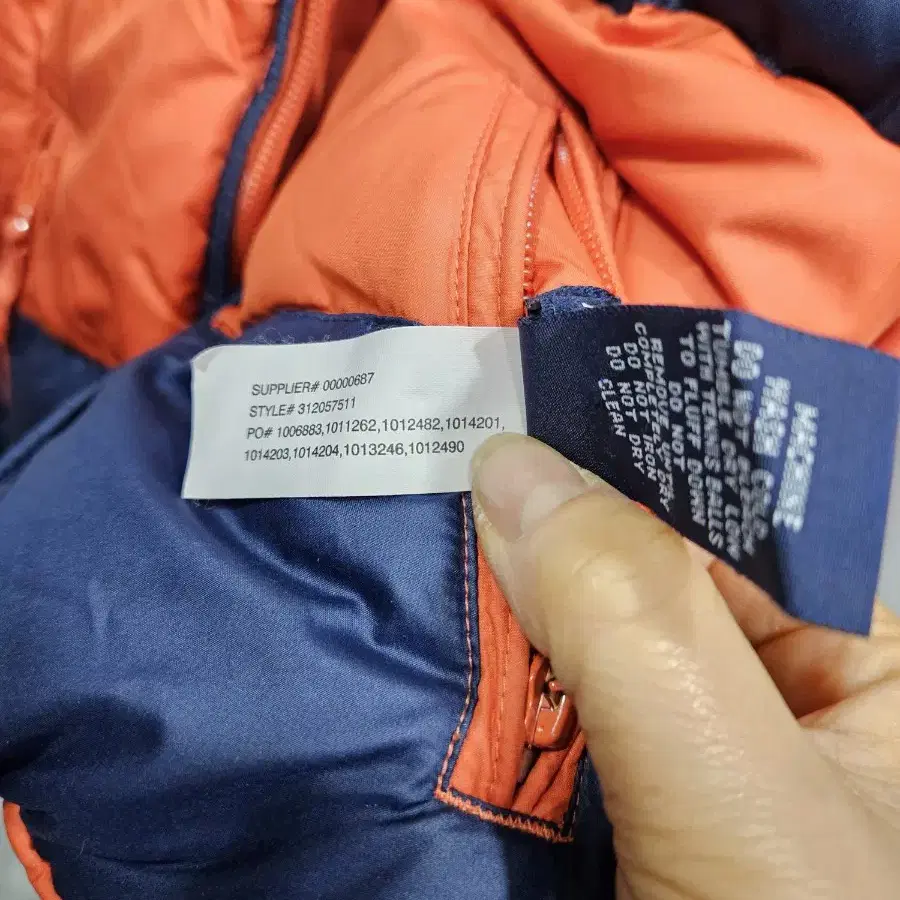 SUPPLIER# 00000687
STYLE# 312057511
PO# 1006883,1011262,1012482,1014201,
1014203,1014204,1013246,1012490
MACHINE
WASH COLD
DO NOT
TUMBLE DRY LOW
WITH TENNIS BALLS
TO FLUFF DOWN
DO NOT
REMOVE
COMPLETELY DRY
DO NOT IRON
DO NOT DRY
CLEAN